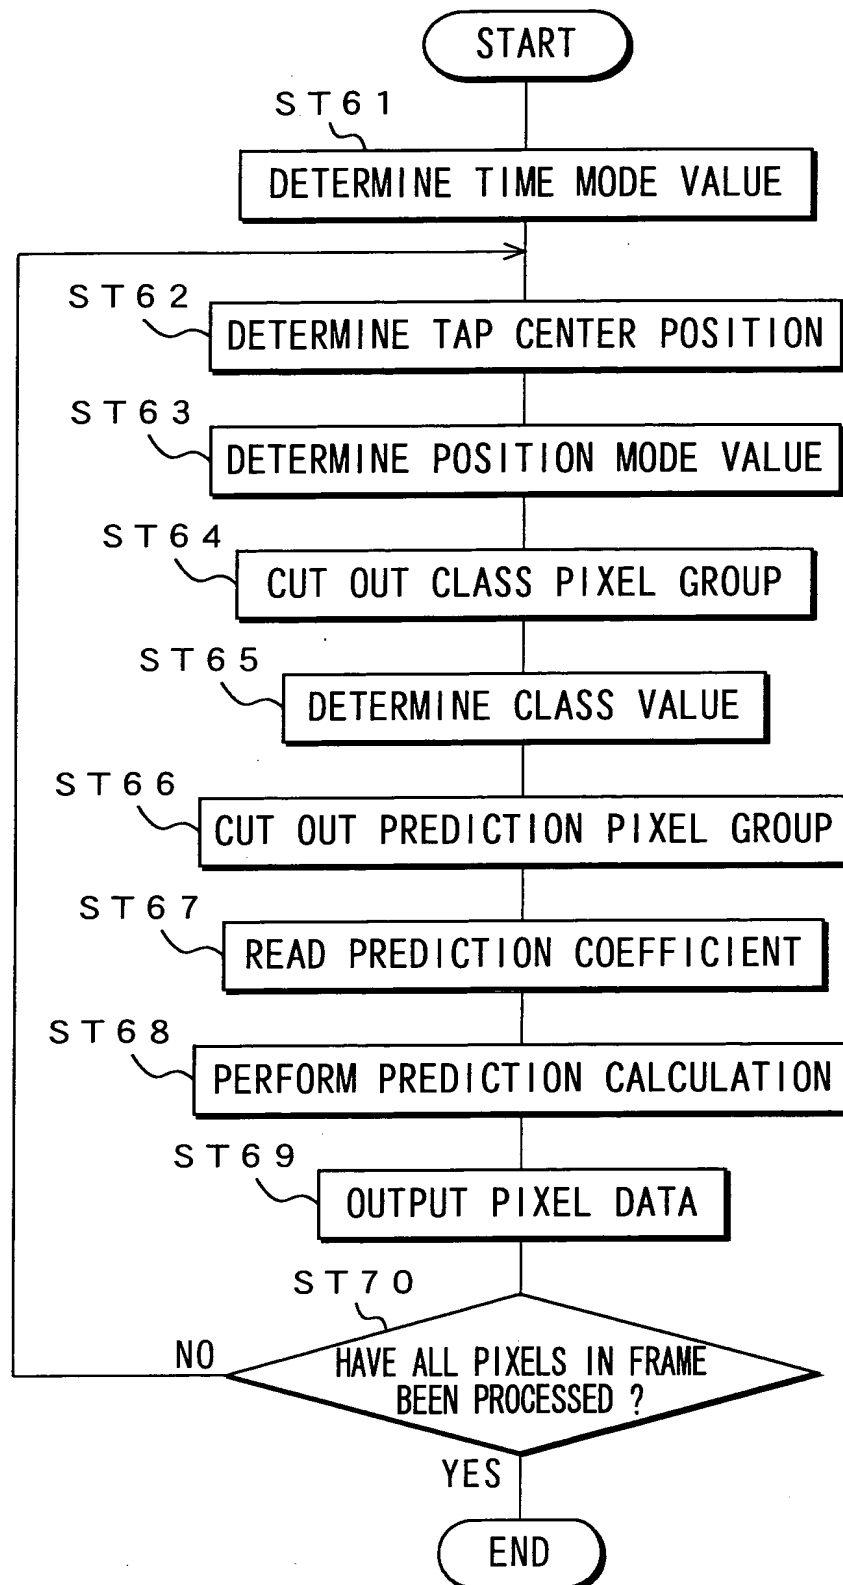 START
ST61
DETERMINE TIME MODE VALUE
ST62
DETERMINE TAP CENTER POSITION
ST63
DETERMINE POSITION MODE VALUE
ST64
CUT OUT CLASS PIXEL GROUP
ST65
DETERMINE CLASS VALUE
ST66
CUT OUT PREDICTION PIXEL GROUP
ST67
READ PREDICTION COEFFICIENT
ST68
PERFORM PREDICTION CALCULATION
ST69
OUTPUT PIXEL DATA
ST70
NO
HAVE ALL PIXELS IN FRAME
BEEN PROCESSED ?
YES
END